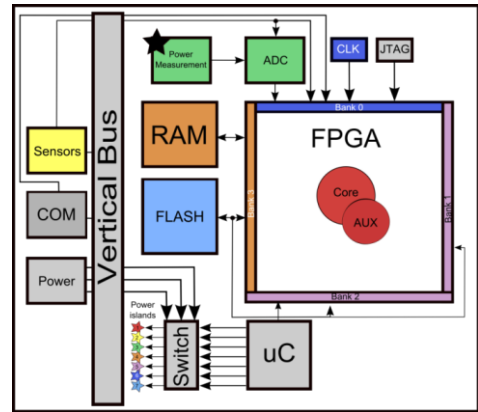 Power
Measurement
ADC
CLK
JTAG
Bank 0
RAM
FPGA
Sensors
Vertical Bus
Bank 3
Core
Bank 1
COM
FLASH
AUX
Power
Bank 2
Power
islands
Switch
uC